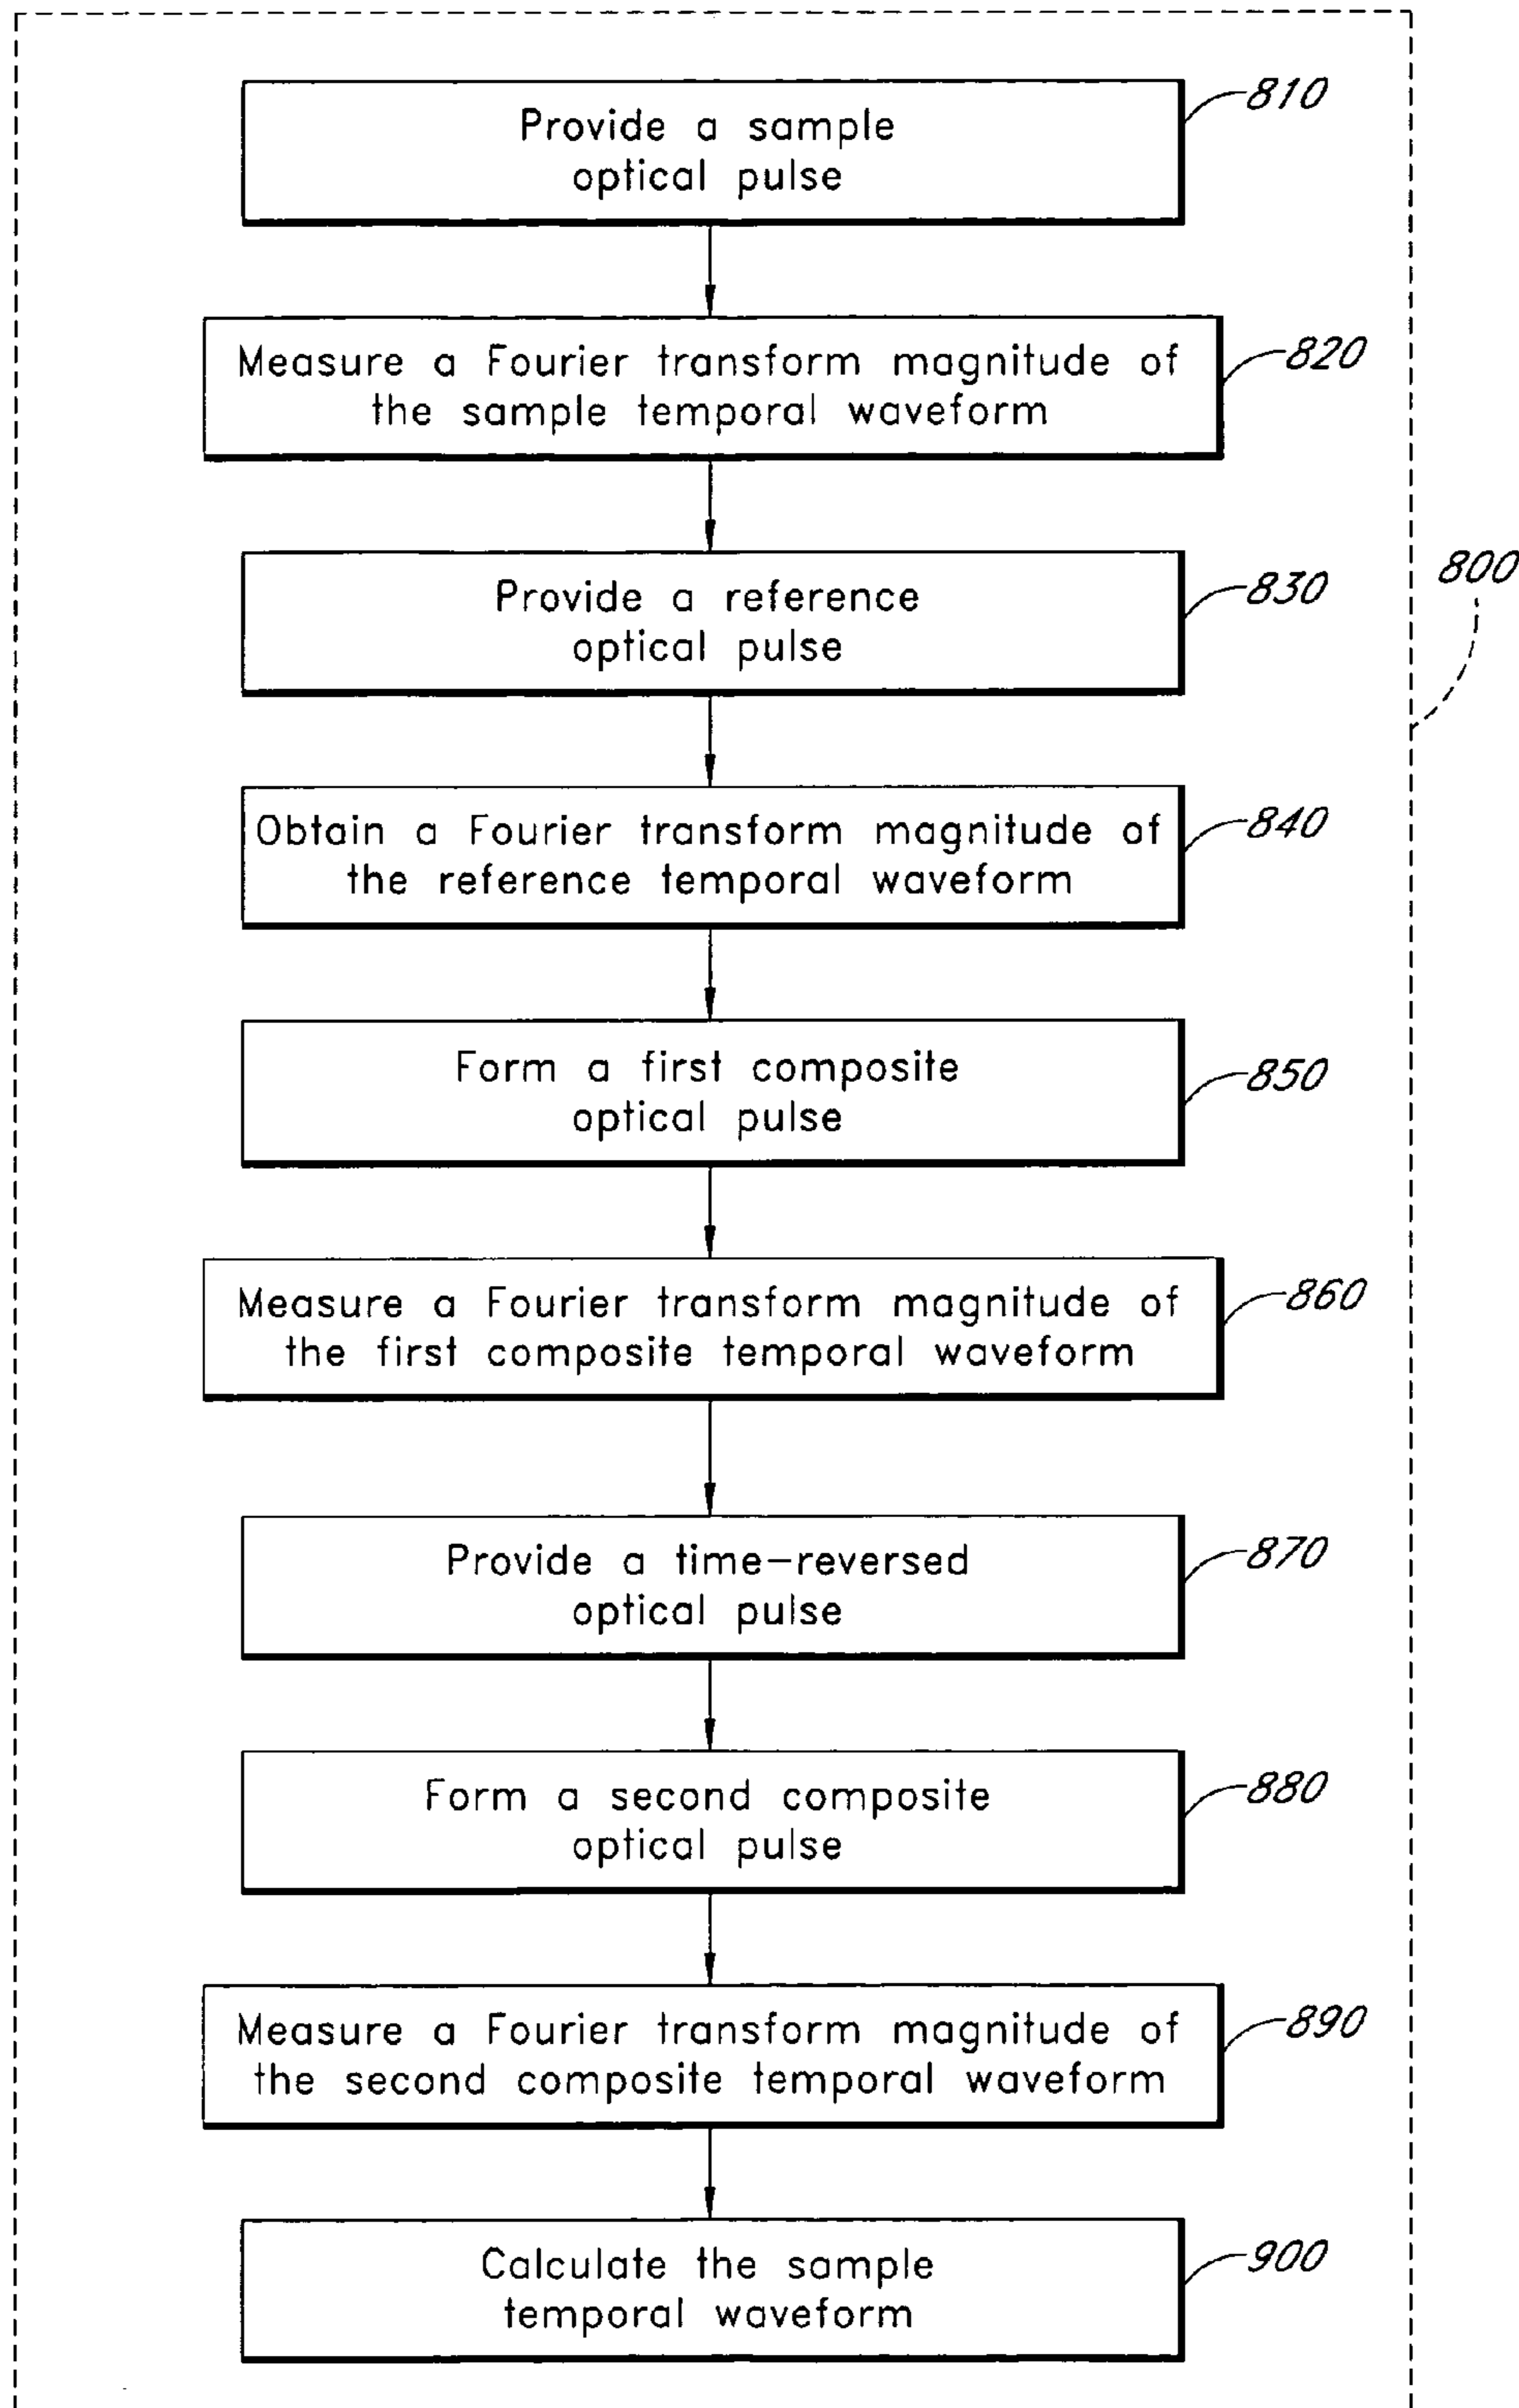 Provide a sample
optical pulse
810
Measure a Fourier transform magnitude of
the sample temporal waveform
820
Provide a reference
optical pulse
830
800
Obtain a Fourier transform magnitude of
the reference temporal waveform
840
Form a first composite
optical pulse
850
Measure a Fourier transform magnitude of
the first composite temporal waveform
860
Provide a time-reversed
optical pulse
870
Form a second composite
optical pulse
880
Measure a Fourier transform magnitude of
the second composite temporal waveform
890
Calculate the sample
temporal waveform
900